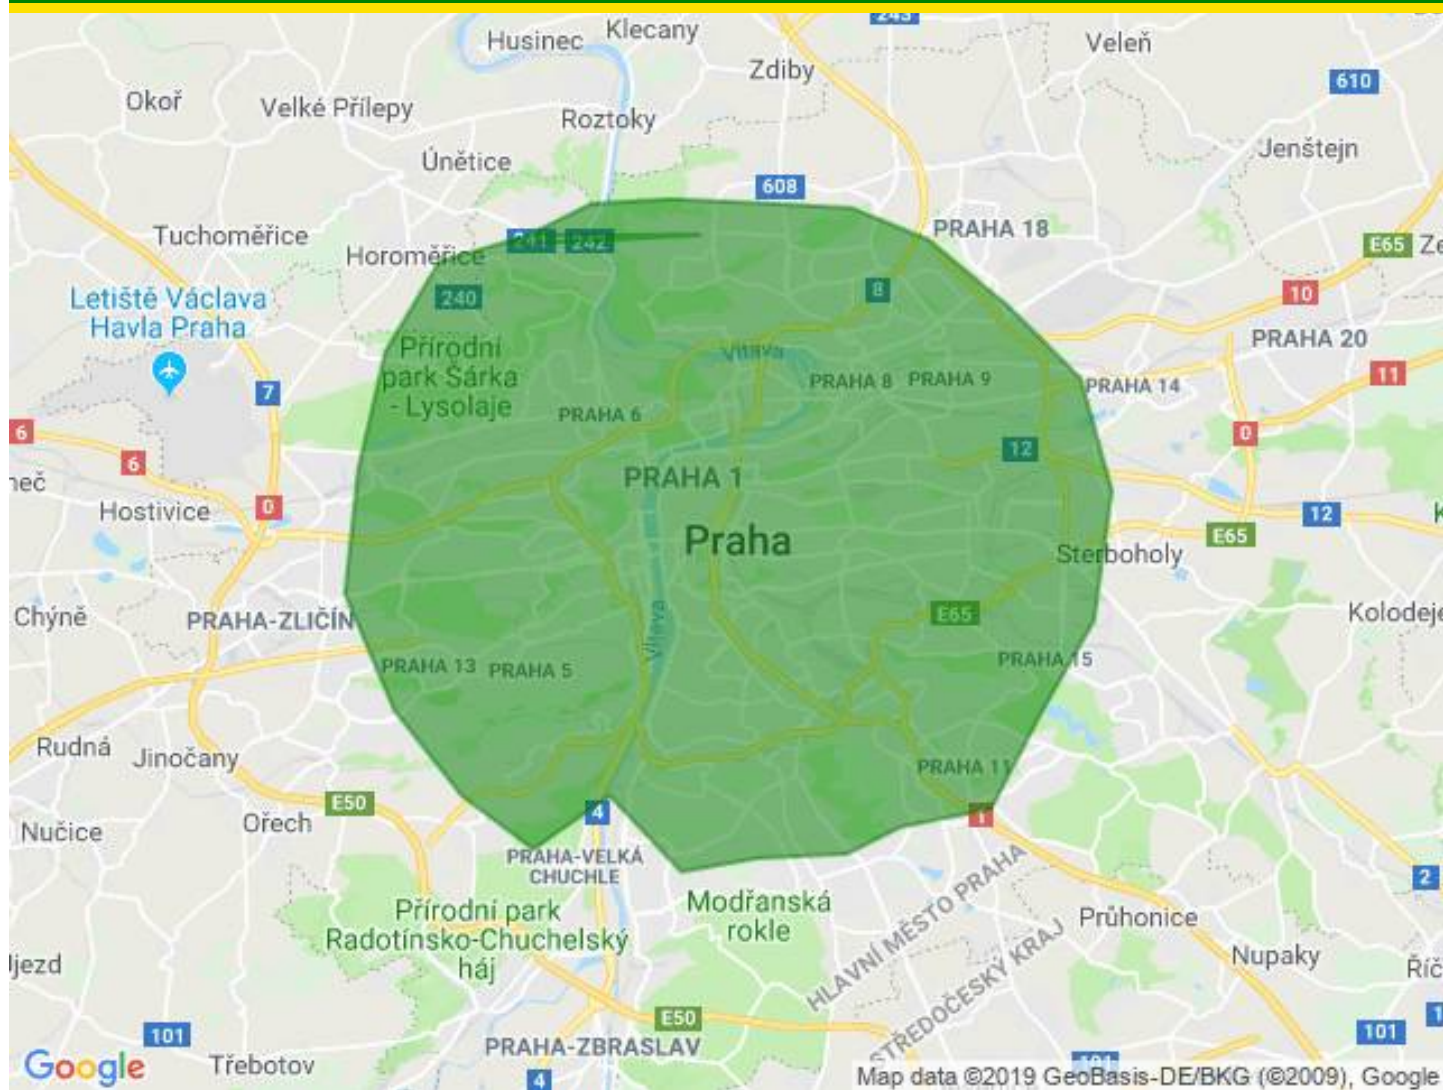 Husinec
Klecany
Veleň
Zdiby
610
Okoř
Velké Přílepy
Roztoky
Jenštejn
Únětice
608
Tuchoměřice
241
242
PRAHA 18
E65
Horoměřice
240
8
10
Letiště Václava
Havla Praha
PRAHA 20
Přírodní
park Šárka
- Lysolaje
Vltava
7
PRAHA 8
PRAHA 9
PRAHA 14
11
PRAHA 6
6
0
12
6
PRAHA 1
Hostivice
0
12
E65
Praha
Sterboholy
Chýně
PRAHA-ZLIČÍN
Vltava
E65
Kolodeje
PRAHA 13
PRAHA 5
PRAHA 15
Rudná
Jinočany
PRAHA 11
E50
4
1
Nučice
Ořech
PRAHA-VELKÁ
CHUCHLE
2
Přírodní park
Radotínsko-Chuchelský
háj
Modřanská
rokle
HLAVNÍ MĚSTO PRAHA
STŘEDOČESKÝ KRAJ
Průhonice
Nupaky
Říč
E50
101
101
PRAHA-ZBRASLAV
Google
Třebotov
4
Map data ©2019 GeoBasis-DE/BKG (©2009), Google